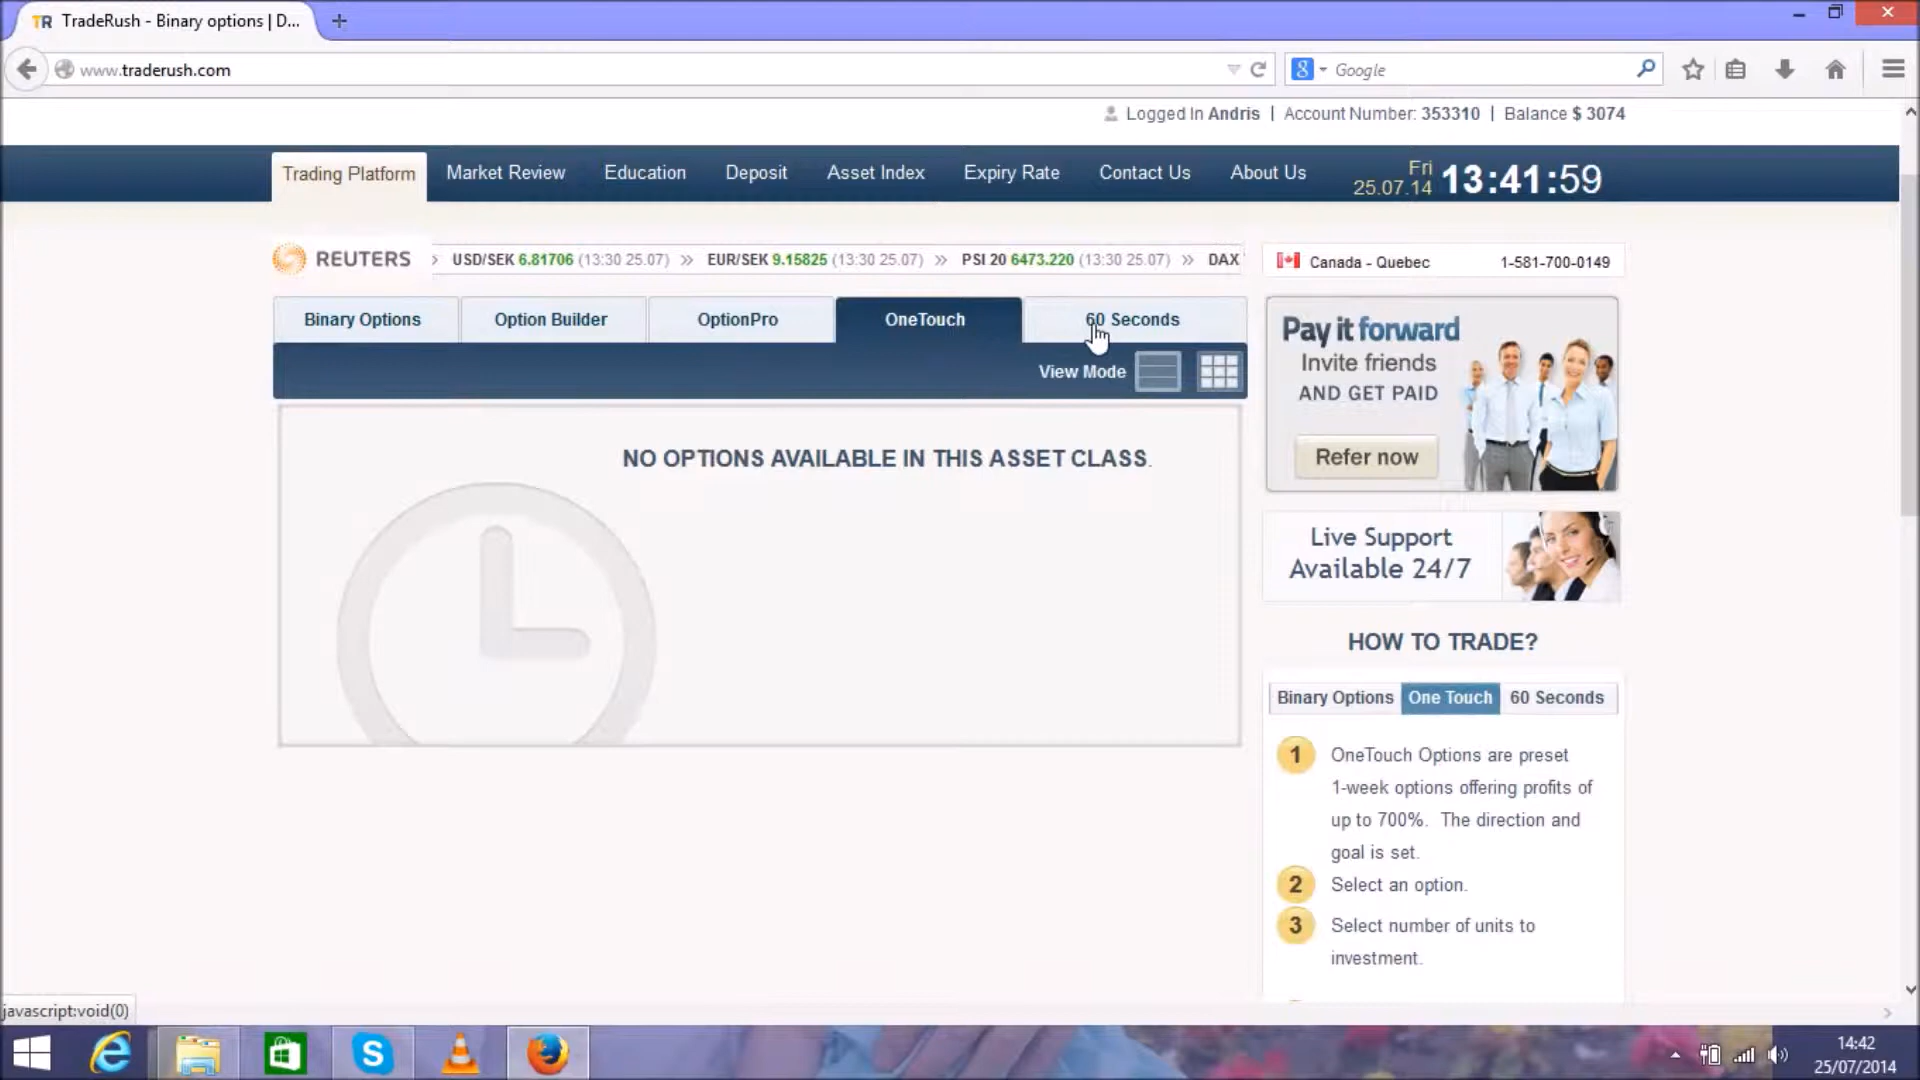 TR TradeRush - Binary options | D...
www.traderush.com
Google
Logged In Andris | Account Number: 353310 | Balance $ 3074
Trading Platform Market Review Education Deposit Asset Index Expiry Rate Contact Us About Us Fri 25.07.14 13:41:59
REUTERS USD/SEK 6.81706 (13:30 25.07) EUR/SEK 9.15825 (13:30 25.07) PSI 20 6473.220 (13:30 25.07) DAX
Canada - Quebec 1-581-700-0149
Binary Options Option Builder OptionPro OneTouch 60 Seconds
View Mode
NO OPTIONS AVAILABLE IN THIS ASSET CLASS.
Pay it forward
Invite friends
AND GET PAID
Refer now
Live Support
Available 24/7
HOW TO TRADE?
Binary Options One Touch 60 Seconds
1 OneTouch Options are preset
1-week options offering profits of
up to 700%. The direction and
goal is set.
2 Select an option.
3 Select number of units to
investment.
javascript:void(0)
14:42
25/07/2014